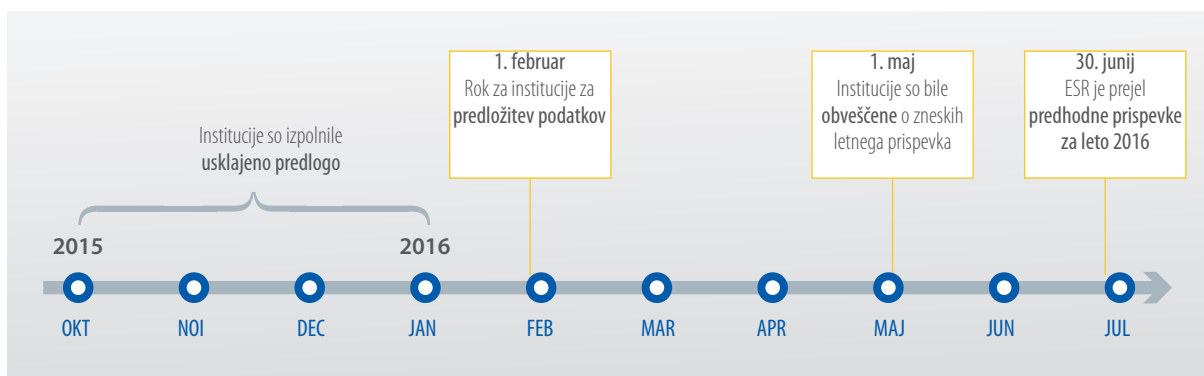 1. februar
Rok za institucije za
predložitev podatkov
1. maj
Institucije so bile
obveščene o zneskih
letnega prispevka
30. junij
ESR je prejel
predhodne prispevke
za leto 2016
Institucije so izpolnile
usklajeno predlogo
2015
2016
OKT
NOI
DEC
JAN
FEB
MAR
APR
MAJ
JUN
JUL